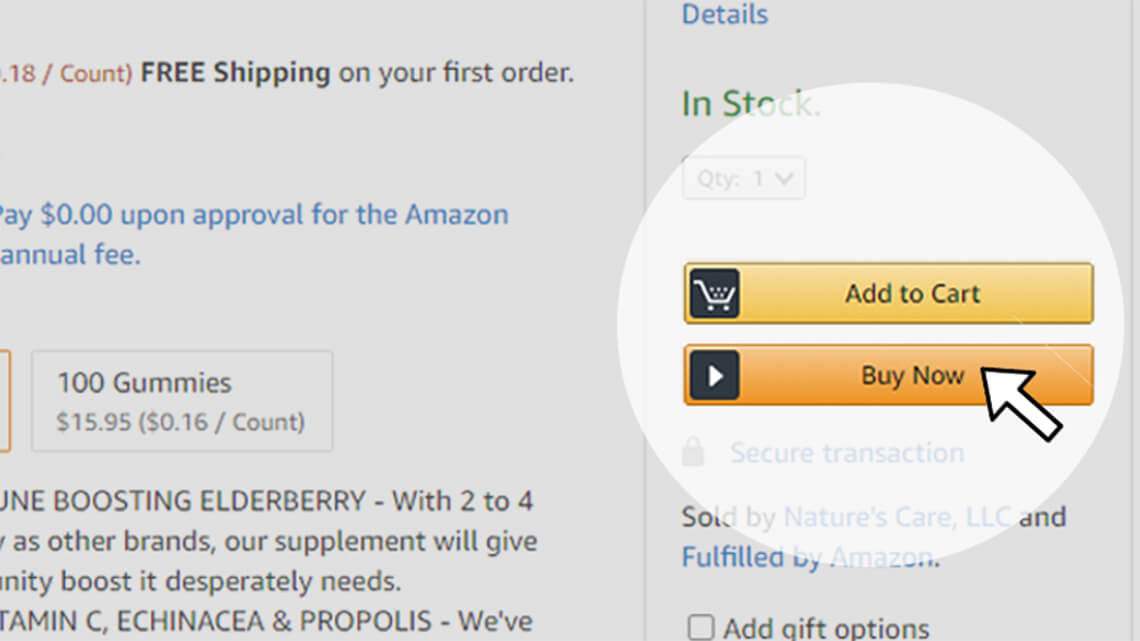 .18 / Count) FREE Shipping on your first order.
Pay $0.00 upon approval for the Amazon
annual fee.
100 Gummies
$15.95 ($0.16 / Count)
UNE BOOSTING ELDERBERRY - With 2 to 4
y as other brands, our supplement will give
unity boost it desperately needs.
TAMIN C, ECHINACEA & PROPOLIS - We've
Details
In Stock.
Qty: 1
Add to Cart
Buy Now
Secure transaction
Sold by Nature's Care, LLC and
Fulfilled by Amazon.
Add gift options